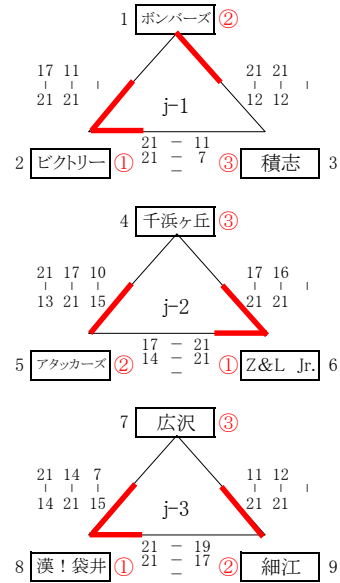 1 ボンバーズ ②
17 11
21 21
21 21
12 12
j-1
21 － 11
21 － 7
－
2 ビクトリー ①
③ 積志 3
4 千浜ヶ丘 ③
21 17 10
13 21 15
17 16
21 21
j-2
17 － 21
14 － 21
－
5 アタッカーズ ②
① Z&L Jr. 6
7 広沢 ③
21 14 7
14 21 15
11 12
21 21
j-3
21 － 19
21 － 17
－
8 漢！袋井 ①
② 細江 9